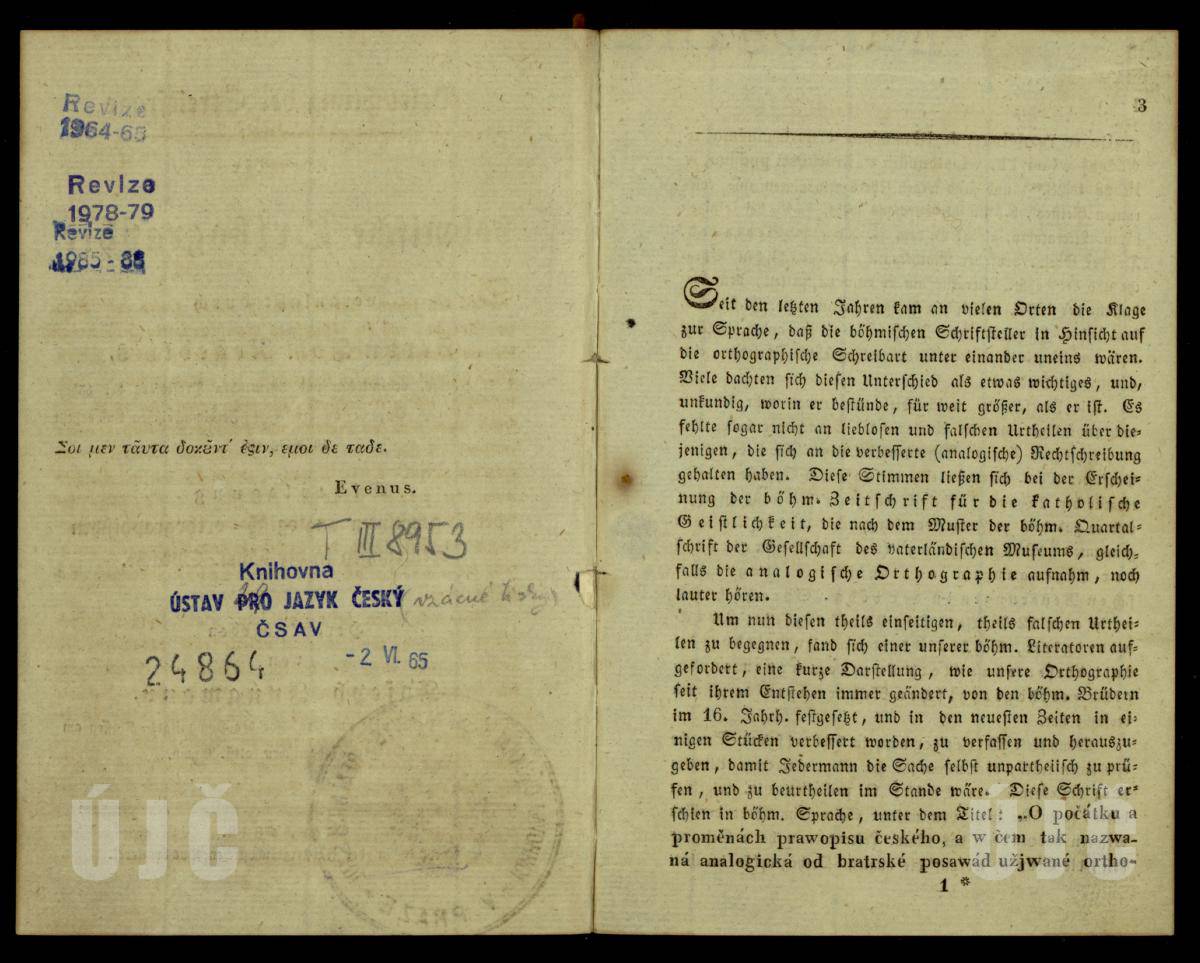 Revize
1964-65
Revize
1978-79
Revize
1985-86
Σοι μεν ταῦτα δοκȣ̃ντ' ἐϛιν, εμοι δε ταδε.
Evenus.
T III 8953
Knihovna
ÚSTAV PRO JAZYK ČESKÝ (vzácné tisky)
ČSAV
24864
-2 VI. 65
ÚJČ
3
Seit den letzten Jahren kam an vielen Orten die Klage
zur Sprache, daß die böhmischen Schriftsteller in Hinsicht auf
die orthographische Schreibart unter einander uneins wären.
Viele dachten sich diesen Unterschied als etwas wichtiges, und,
unkundig, worin er bestünde, für weit größer, als er ist. Es
fehlte sogar nicht an lieblosen und falschen Urtheilen über die=
jenigen, die sich an die verbesserte (analogische) Rechtschreibung
gehalten haben. Diese Stimmen ließen sich bei der Erschei=
nung der böhm. Zeitschrift für die katholische
Geistlichkeit, die nach dem Muster der böhm. Quartal=
schrift der Gesellschaft des vaterländischen Museums, gleich=
falls die analogische Orthographie aufnahm, noch
lauter hören.
Um nun diesen theils einseitigen, theils falschen Urthei=
len zu begegnen, fand sich einer unserer böhm. Literatoren auf=
gefordert, eine kurze Darstellung, wie unsere Orthographie
seit ihrem Entstehen immer geändert, von den böhm. Brüdern
im 16. Jahrh. festgesetzt, und in den neuesten Zeiten in ei=
nigen Stücken verbessert worden, zu verfassen und herauszu=
geben, damit Jedermann die Sache selbst unpartheiisch zu prü=
fen, und zu beurtheilen im Stande wäre. Diese Schrift er=
schien in böhm. Sprache, unter dem Titel: „O počátku a
proměnách prawopisu českého, a w čem tak nazwa-
ná analogická od bratrské posawád užjwané ortho-
1 *
ÚJČ